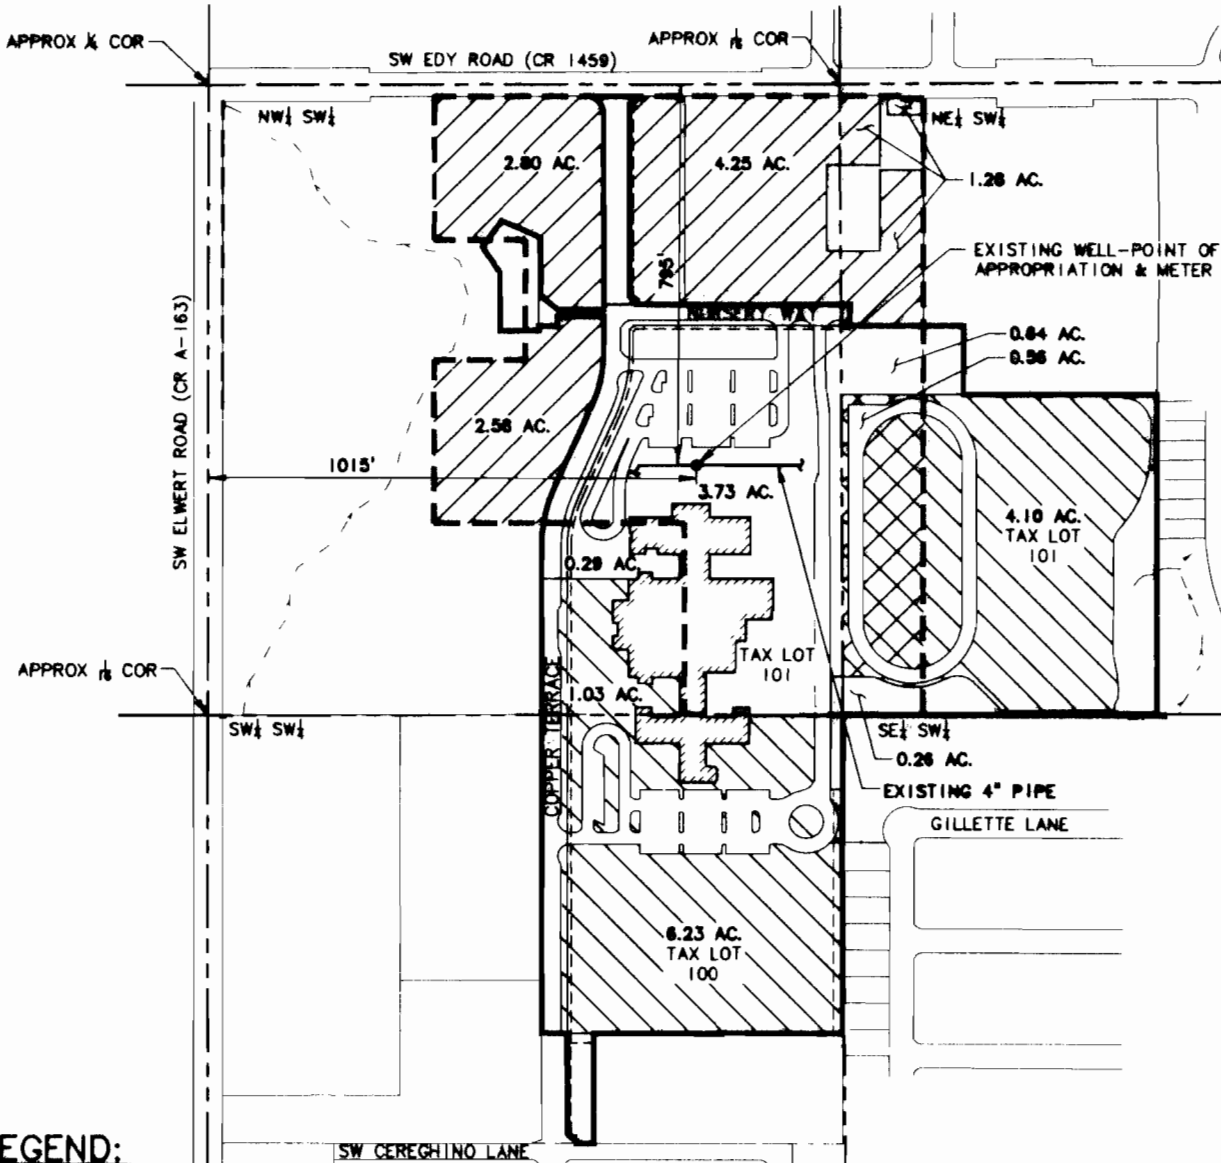 APPROX ¼ COR
SW EDY ROAD (CR 1459)
APPROX 1/16 COR
NW¼ SW¼
NE¼ SW¼
2.80 AC.
4.25 AC.
1.26 AC.
EXISTING WELL-POINT OF
APPROPRIATION & METER
795'
NURSERY WAY
SW ELWERT ROAD (CR A-163)
0.64 AC.
0.56 AC.
2.56 AC.
1015'
3.73 AC.
4.10 AC.
TAX LOT
101
0.29 AC.
TAX LOT
101
APPROX 1/16 COR
COPPER TERRACE
1.03 AC.
SW¼ SW¼
SE¼ SW¼
0.26 AC.
EXISTING 4" PIPE
GILLETTE LANE
6.23 AC.
TAX LOT
100
EGEND:
SW CEREGHINO LANE